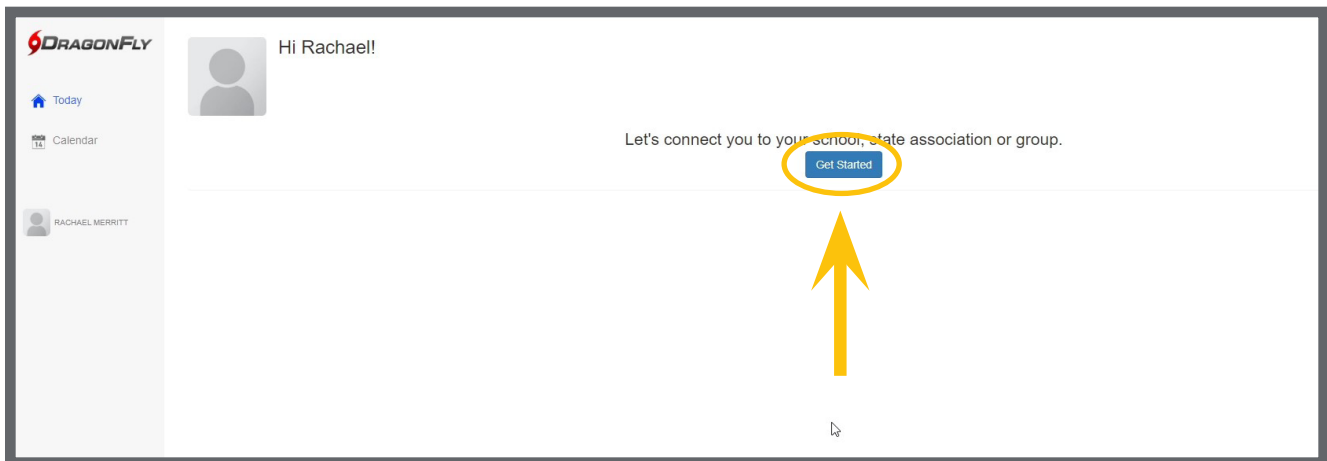 DRAGONFLY
Hi Rachael!
Today
14
Calendar
Let's connect you to your school, state association or group.
Get Started
RACHAEL MERRITT